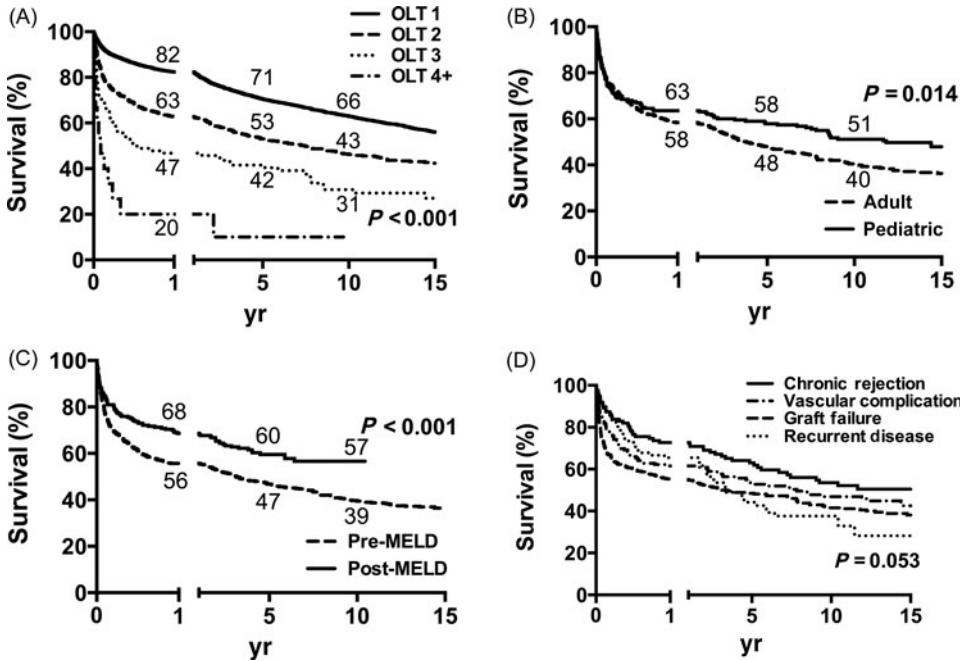 (A)
Survival (%)
100
80
60
40
20
0
OLT 1
OLT 2
OLT 3
OLT 4+
82
71
66
63
53
43
47
42
31
20
P < 0.001
0
1
5
10
15
yr
(B)
Survival (%)
100
80
60
40
20
0
63
58
51
58
48
40
P = 0.014
Adult
Pediatric
0
1
5
10
15
yr
(C)
Survival (%)
100
80
60
40
20
0
68
60
57
56
47
39
P < 0.001
Pre-MELD
Post-MELD
0
1
5
10
15
yr
(D)
Survival (%)
100
80
60
40
20
0
Chronic rejection
Vascular complication
Graft failure
Recurrent disease
P = 0.053
0
1
5
10
15
yr